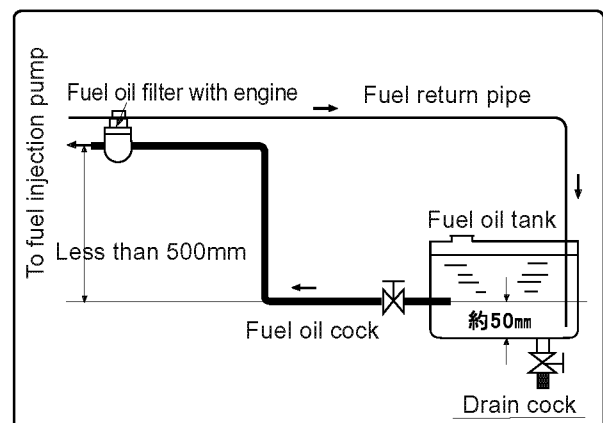 Fuel oil filter with engine
Fuel return pipe
To fuel injection pump
Fuel oil tank
Less than 500mm
約50mm
Fuel oil cock
Drain cock